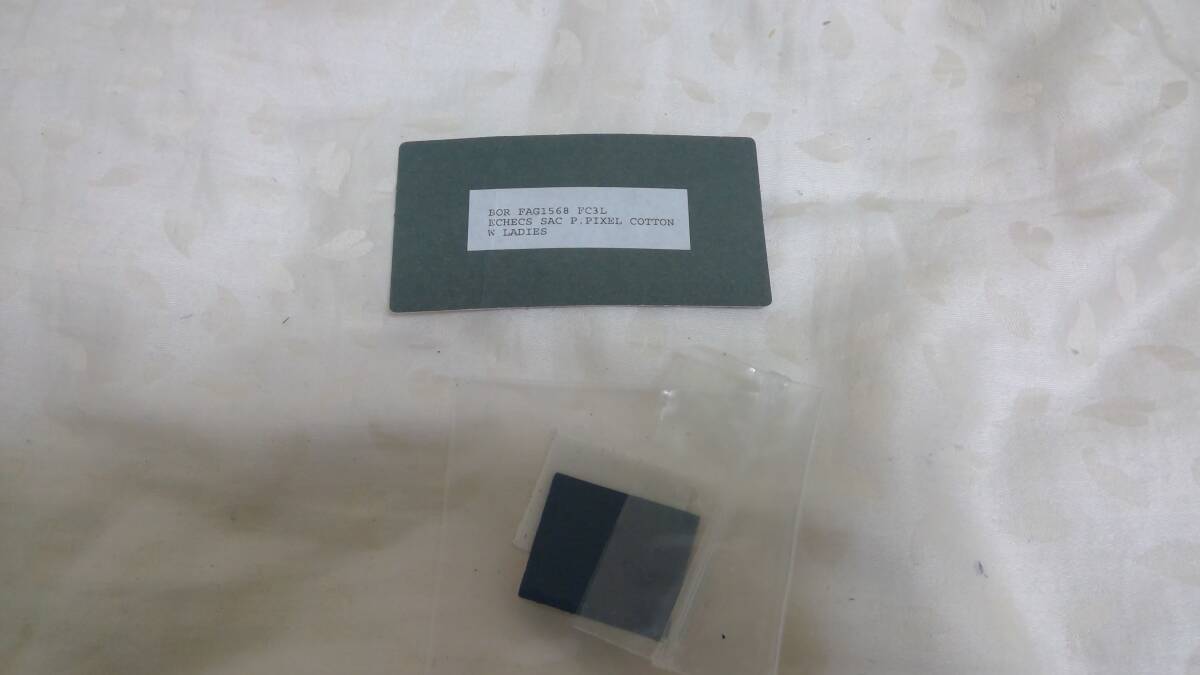 BOR FAG1568 FC3L
ECHECS SAC P.PIXEL COTTON
W LADIES